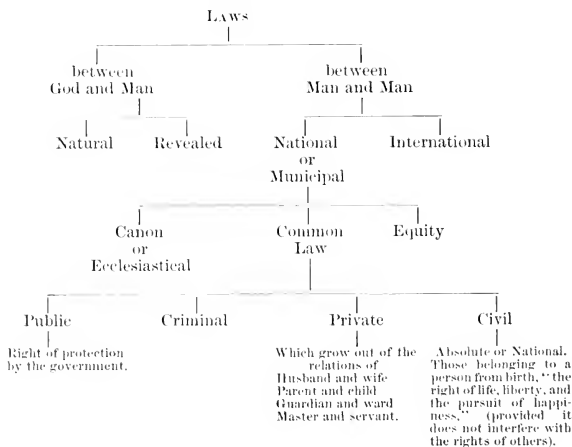 LAWS
between
God and Man
between
Man and Man
Natural
Revealed
National
or
Municipal
International
Canon
or
Ecclesiastical
Common
Law
Equity
Public
Criminal
Private
Civil
Right of protection
by the government.
Which grow out of the
relations of
Husband and wife
Parent and child
Guardian and ward
Master and servant.
Absolute or National.
Those belonging to a
person from birth, "the
right of life, liberty, and
the pursuit of happi-
ness," (provided it
does not interfere with
the rights of others).